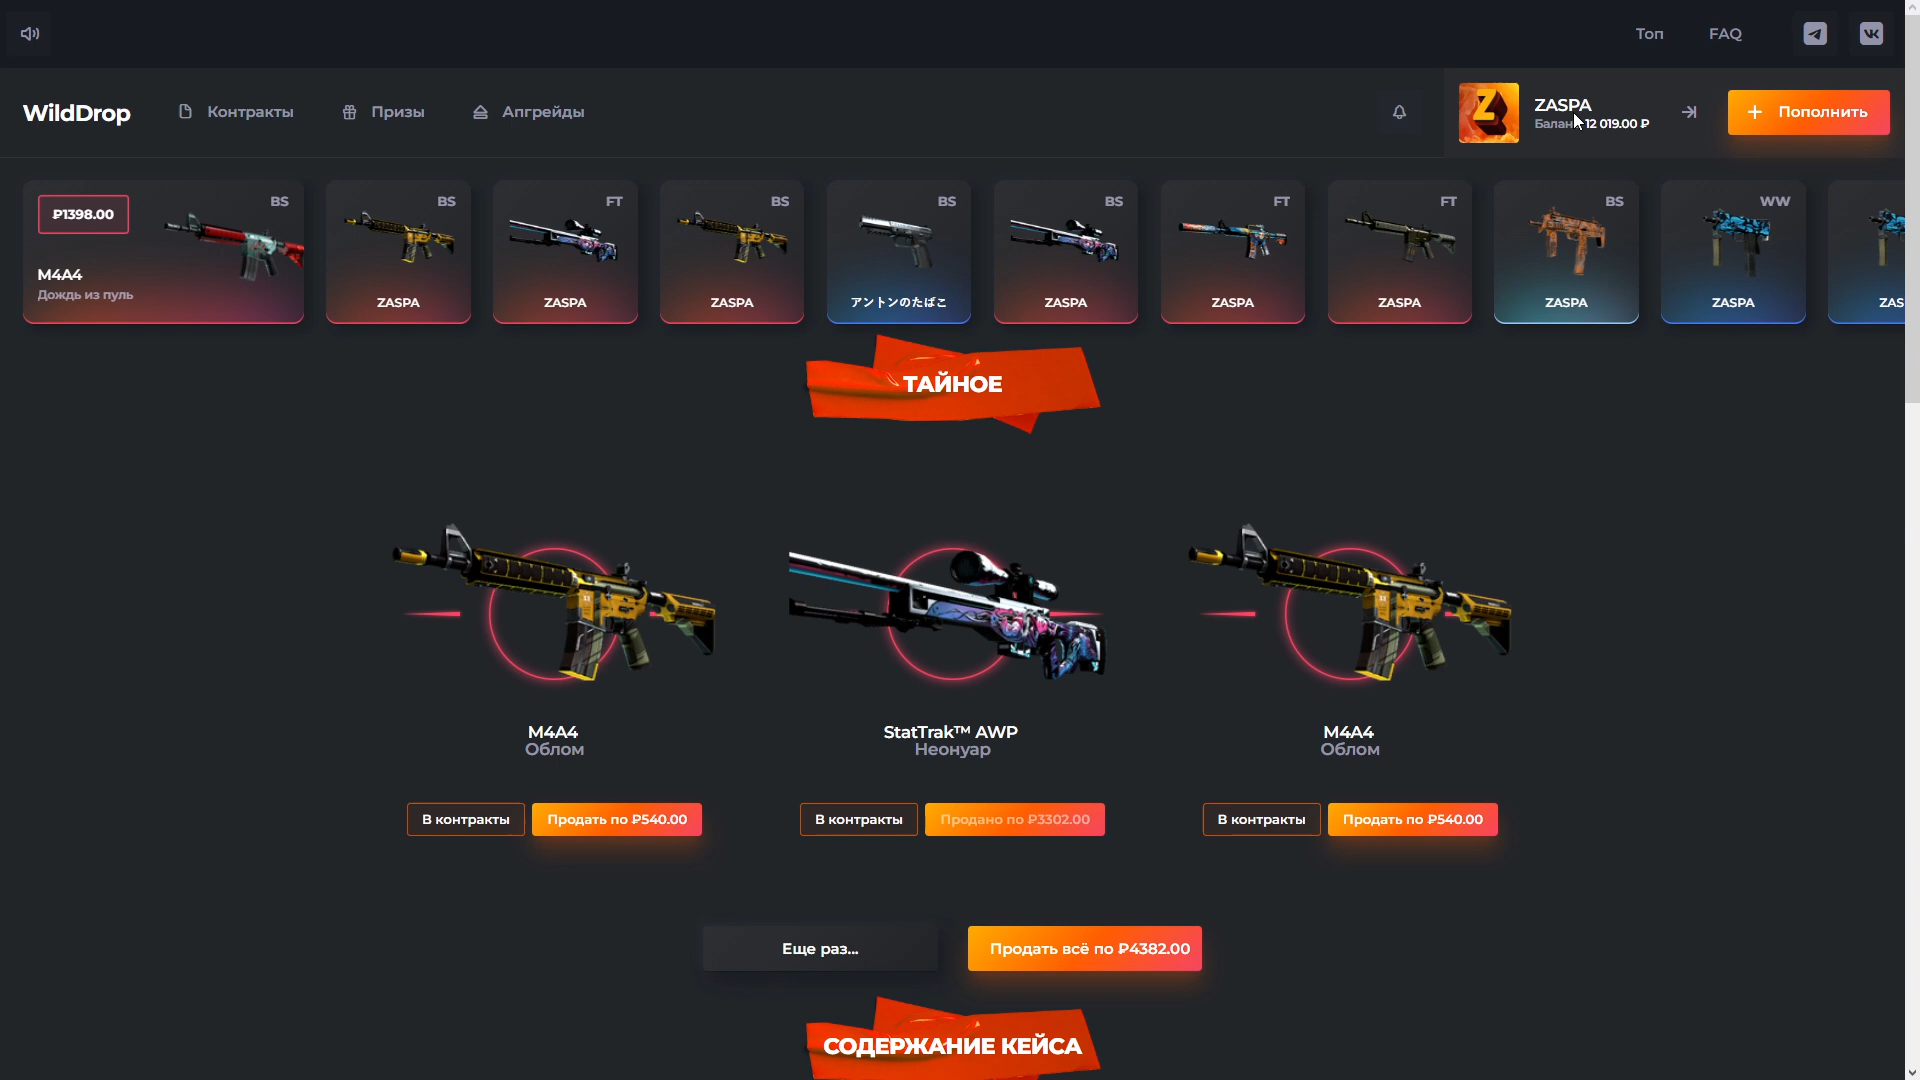 Топ
FAQ
WildDrop
Контракты
Призы
Апгрейды
ZASPA
Баланс 12 019.00 ₽
Пополнить
₽1398.00
BS
M4A4
Дождь из пуль
BS
ZASPA
FT
ZASPA
BS
ZASPA
BS
アントンのたばこ
BS
ZASPA
FT
ZASPA
FT
ZASPA
BS
ZASPA
WW
ZASPA
ZAS
ТАЙНОЕ
M4A4
Облом
StatTrak™ AWP
Неонуар
M4A4
Облом
В контракты
Продать по ₽540.00
В контракты
Продано по ₽3302.00
В контракты
Продать по ₽540.00
Еще раз...
Продать всё по ₽4382.00
СОДЕРЖАНИЕ КЕЙСА